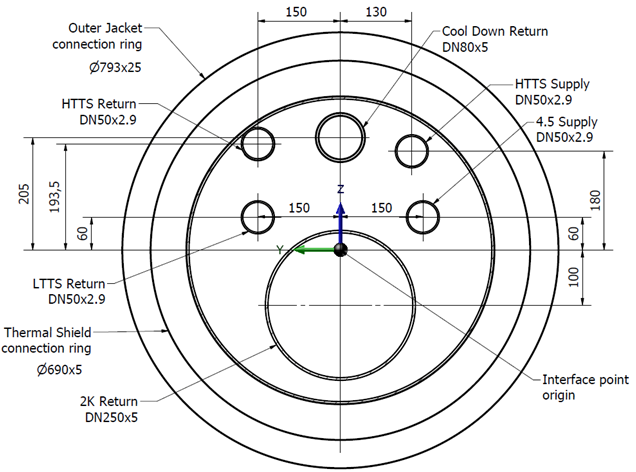 150
130
Outer Jacket
connection ring
Ø793x25
Cool Down Return
DN80x5
HTTS Return
DN50x2.9
HTTS Supply
DN50x2.9
4.5 Supply
DN50x2.9
205
193,5
60
Z
150
150
Y
180
60
100
LTTS Return
DN50x2.9
Thermal Shield
connection ring
Ø690x5
2K Return
DN250x5
Interface point
origin